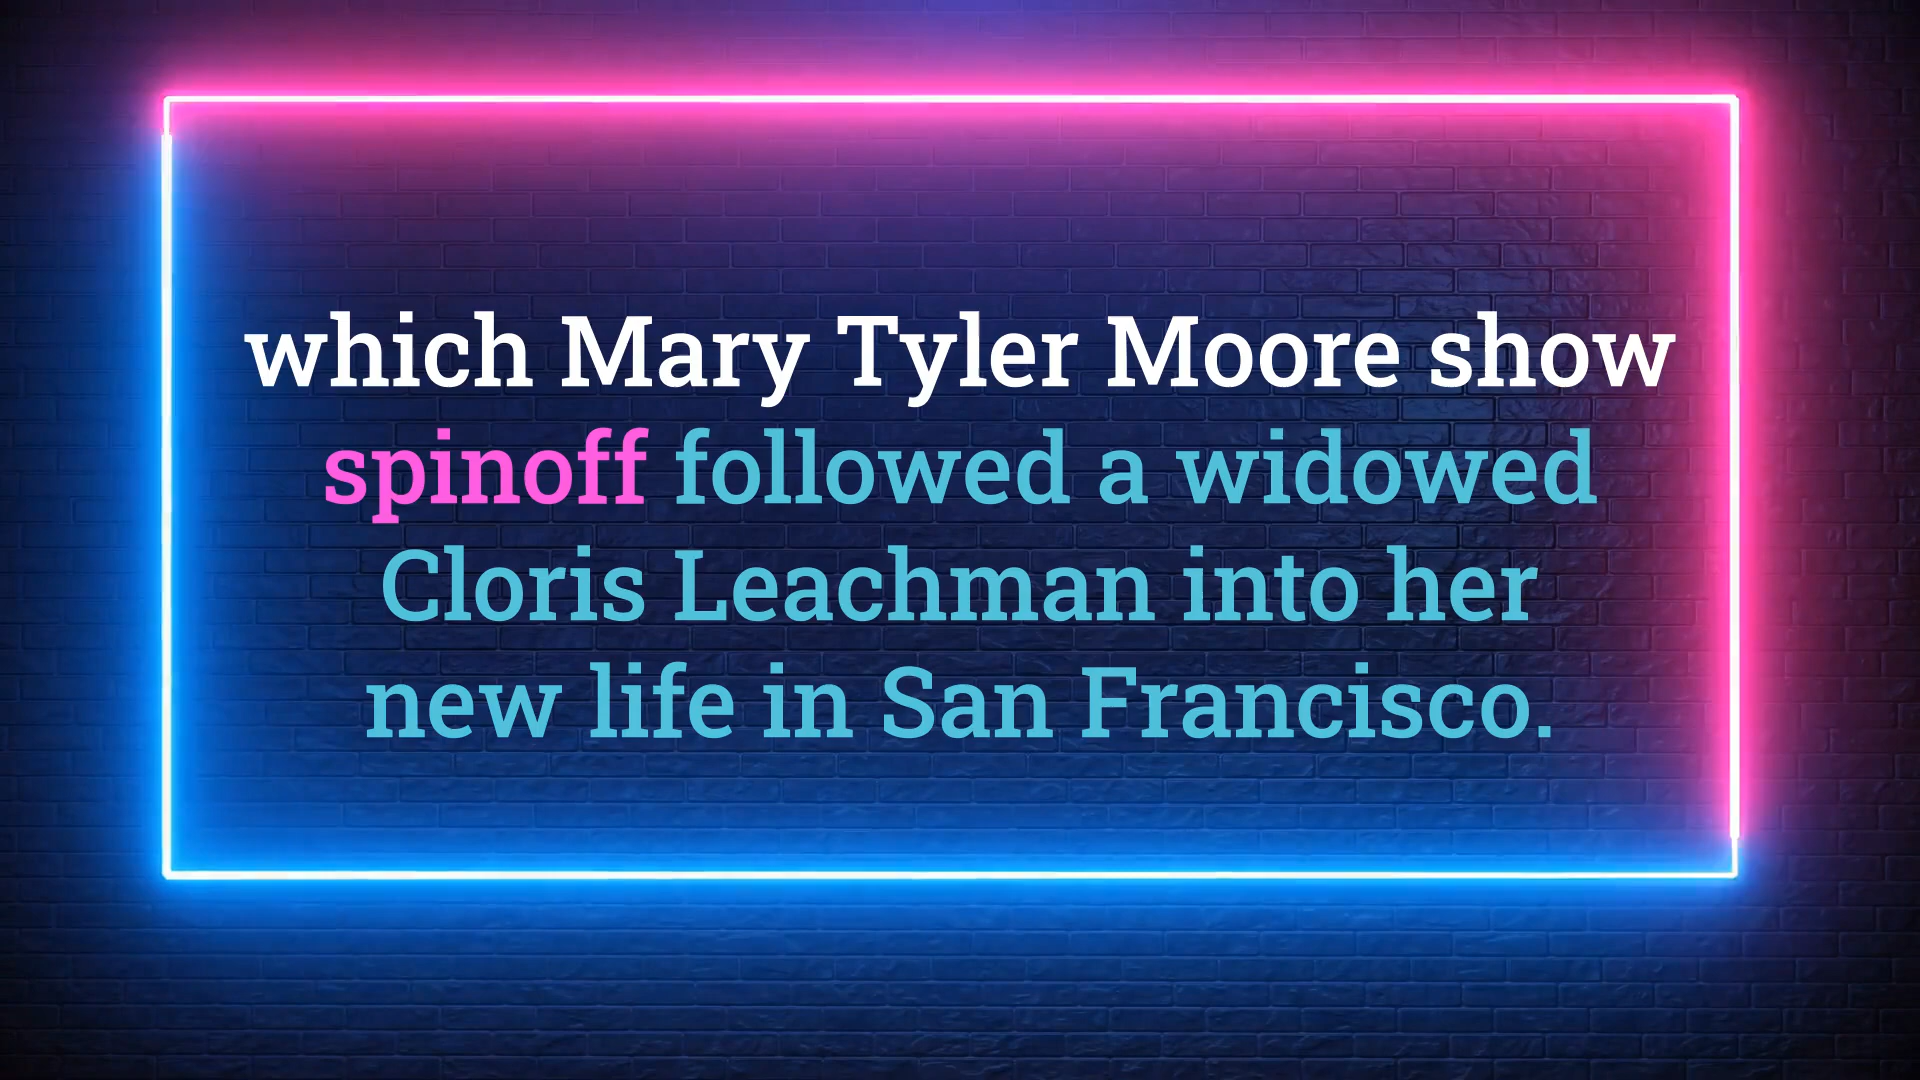 which Mary Tyler Moore show
spinoff followed a widowed
Cloris Leachman into her
new life in San Francisco.